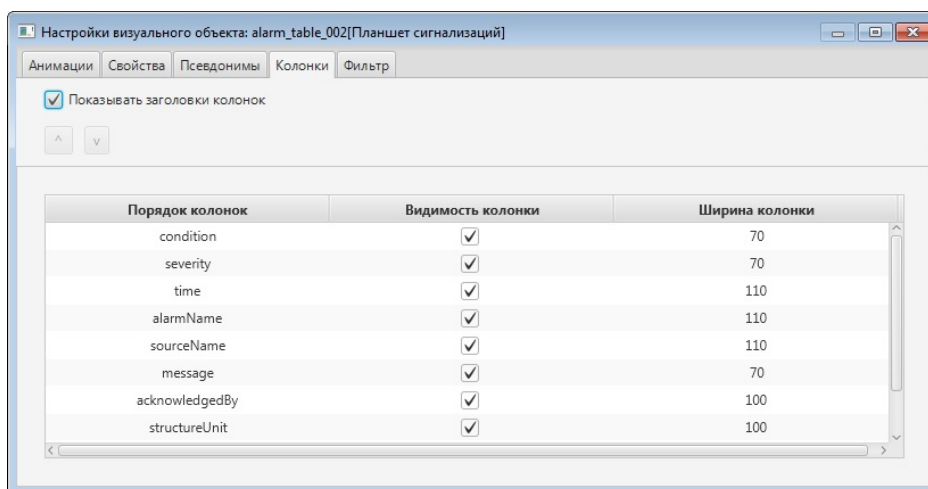 Настройки визуального объекта: alarm_table_002[Планшет сигнализаций]
Анимации Свойства Псевдонимы Колонки Фильтр
Показывать заголовки колонок
^ v
Порядок колонок Видимость колонки Ширина колонки
condition 70
severity 70
time 110
alarmName 110
sourceName 110
message 70
acknowledgedBy 100
structureUnit 100